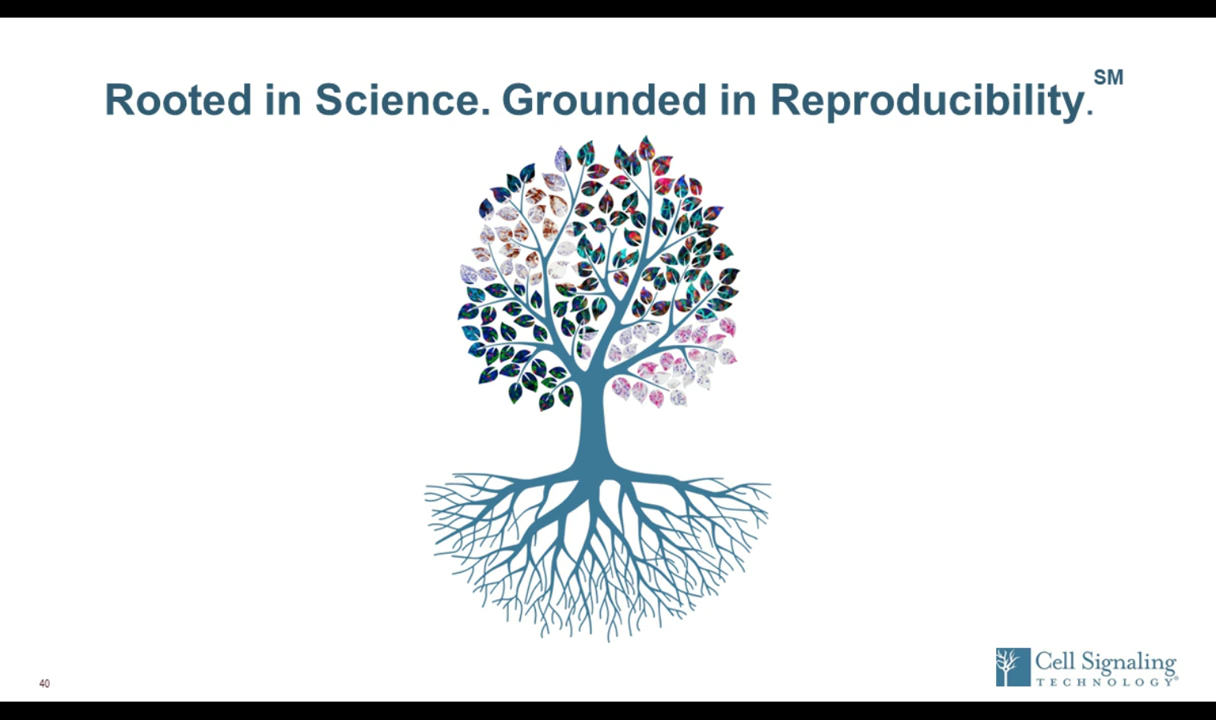 Rooted in Science. Grounded in Reproducibility.SM
40
Cell Signaling
TECHNOLOGY®